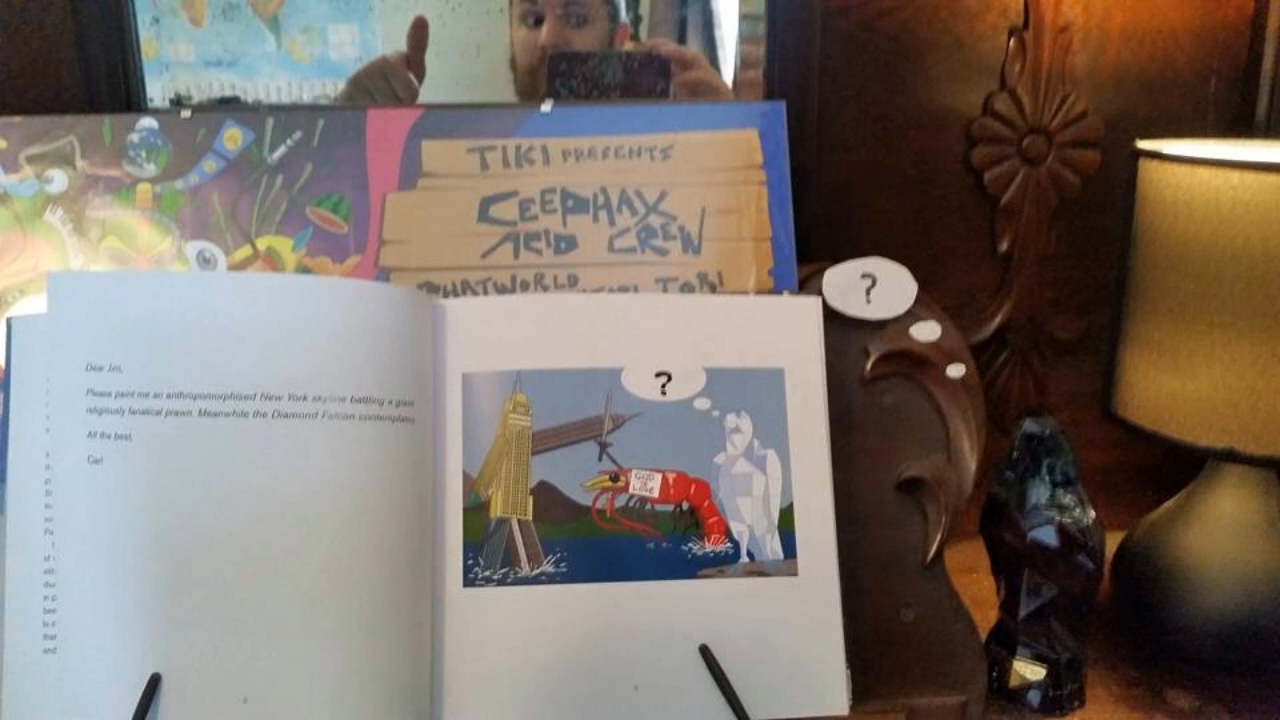 TIKI PRESENTS
CEEPHAX
ACID CREW
PHATWORLD
?
Dear Jim,
Please paint me an anthropomorphised New York skyline battling a giant
religiously fanatical prawn. Meanwhile the Diamond Falcon contemplates
All the best,
Carl
?
GOD
IS
LOVE